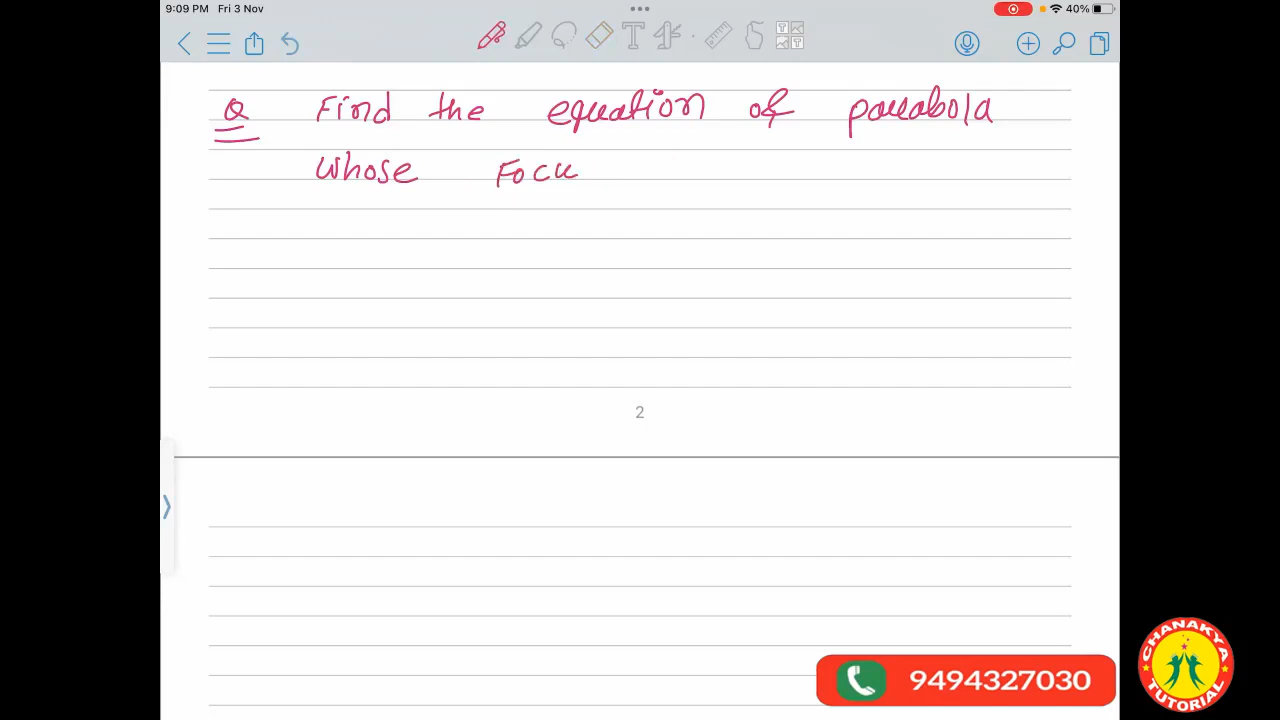 9:09 PM Fri 3 Nov
40%
Q Find the equation of parabola
whose Focu
2
9494327030
CHANAKYA
TUTORIAL